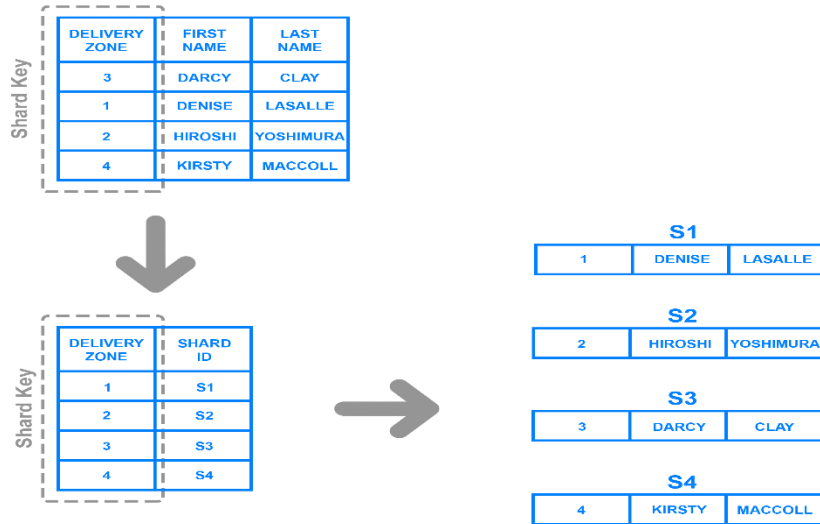 Shard Key
DELIVERY ZONE FIRST NAME LAST NAME
3 DARCY CLAY
1 DENISE LASALLE
2 HIROSHI YOSHIMURA
4 KIRSTY MACCOLL
Shard Key
DELIVERY ZONE SHARD ID
1 S1
2 S2
3 S3
4 S4
S1
1 DENISE LASALLE
S2
2 HIROSHI YOSHIMURA
S3
3 DARCY CLAY
S4
4 KIRSTY MACCOLL